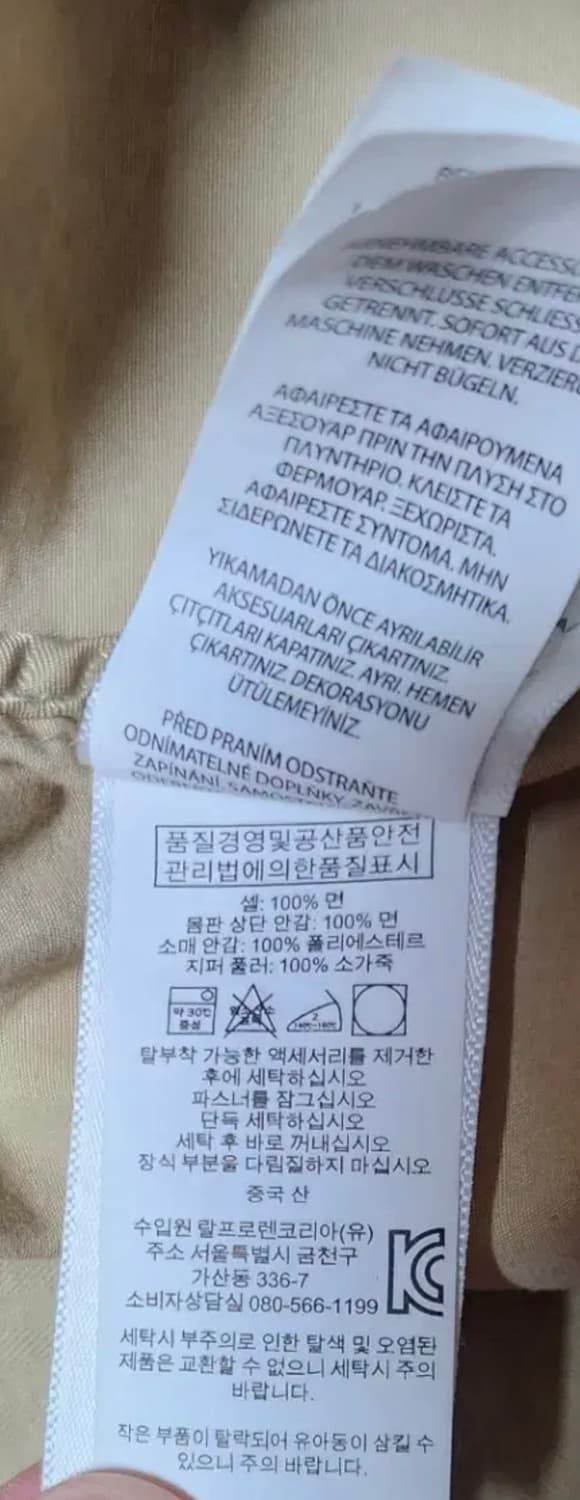 ABNEHMBARE ACCESSO
DEM WASCHEN ENTFE
VERSCHLÜSSE SCHLIESS
GETRENNT. SOFORT AUS D
MASCHINE NEHMEN. VERZIER
NICHT BÜGELN.
ΑΦΑΙΡΕΣΤΕ ΤΑ ΑΦΑΙΡΟΥΜΕΝΑ
ΑΞΕΣΟΥΑΡ ΠΡΙΝ ΤΗΝ ΠΛΥΣΗ ΣΤΟ
ΠΛΥΝΤΗΡΙΟ. ΚΛΕΙΣΤΕ ΤΑ
ΦΕΡΜΟΥΑΡ. ΞΕΧΩΡΙΣΤΑ.
ΑΦΑΙΡΕΣΤΕ ΣΥΝΤΟΜΑ. ΜΗΝ
ΣΙΔΕΡΩΝΕΤΕ ΤΑ ΔΙΑΚΟΣΜΗΤΙΚΑ.
YIKAMADAN ÖNCE AYRILABİLİR
AKSESUARLARI ÇIKARTINIZ.
ÇITÇITLARI KAPATINIZ. AYRI. HEMEN
ÇIKARTINIZ. DEKORASYONU
ÜTÜLEMEYİNİZ.
PŘED PRANÍM ODSTRAŇTE
ODNÍMATELNÉ DOPLŇKY.
ZAPÍNÁNÍ.
품질경영및공산품안전
관리법에의한품질표시
셸: 100% 면
몸판 상단 안감: 100% 면
소매 안감: 100% 폴리에스테르
지퍼 풀러: 100% 소가죽
약 30℃
중성
2
탈부착 가능한 액세서리를 제거한
후에 세탁하십시오
파스너를 잠그십시오
단독 세탁하십시오
세탁 후 바로 꺼내십시오
장식 부분을 다림질하지 마십시오
중국 산
수입원 랄프로렌코리아(유)
주소 서울특별시 금천구
가산동 336-7
소비자상담실 080-566-1199
KC
세탁시 부주의로 인한 탈색 및 오염된
제품은 교환할 수 없으니 세탁시 주의
바랍니다.
작은 부품이 탈락되어 유아동이 삼킬 수
있으니 주의 바랍니다.